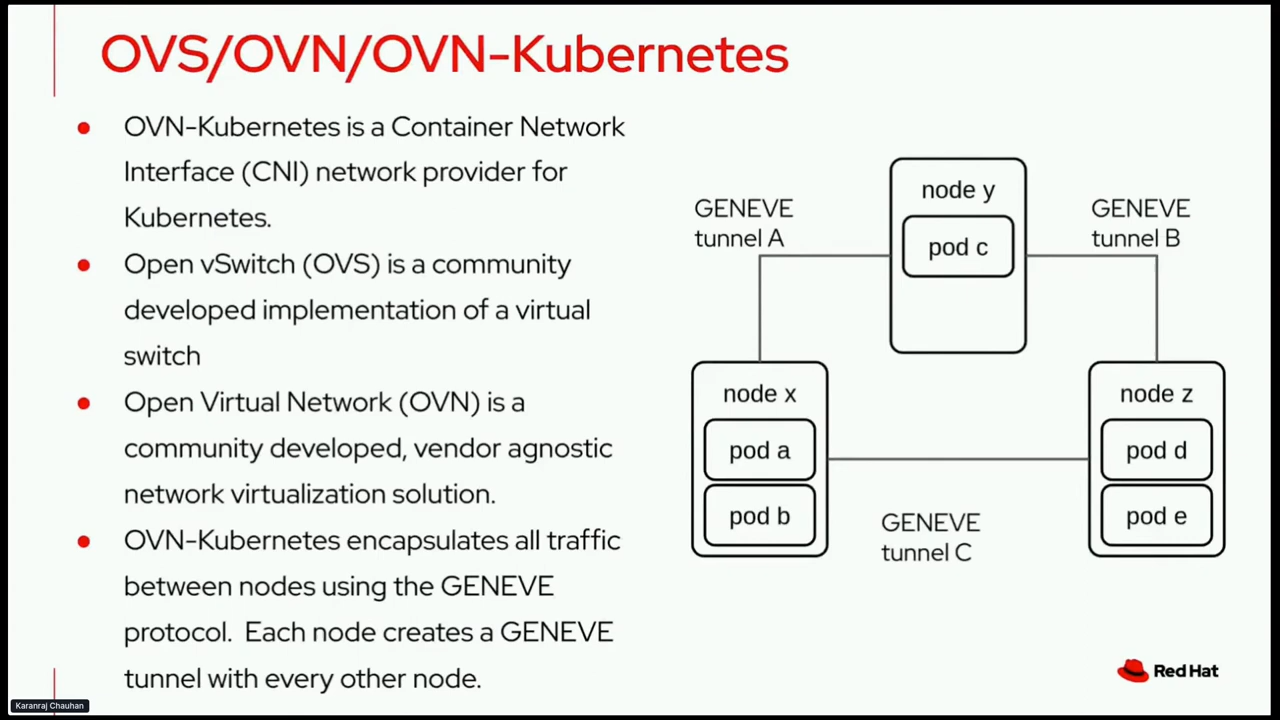 OVS/OVN/OVN-Kubernetes
● OVN-Kubernetes is a Container Network
Interface (CNI) network provider for
Kubernetes.
● Open vSwitch (OVS) is a community
developed implementation of a virtual
switch
● Open Virtual Network (OVN) is a
community developed, vendor agnostic
network virtualization solution.
● OVN-Kubernetes encapsulates all traffic
between nodes using the GENEVE
protocol.  Each node creates a GENEVE
tunnel with every other node.
GENEVE
tunnel A
node y
pod c
GENEVE
tunnel B
node x
pod a
pod b
node z
pod d
pod e
GENEVE
tunnel C
Red Hat
Karanraj Chauhan